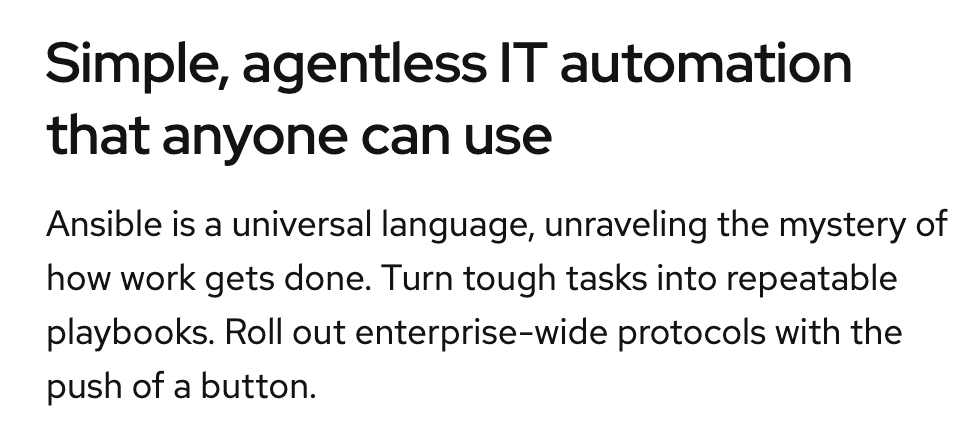 Simple, agentless IT automation
that anyone can use
Ansible is a universal language, unraveling the mystery of
how work gets done. Turn tough tasks into repeatable
playbooks. Roll out enterprise-wide protocols with the
push of a button.